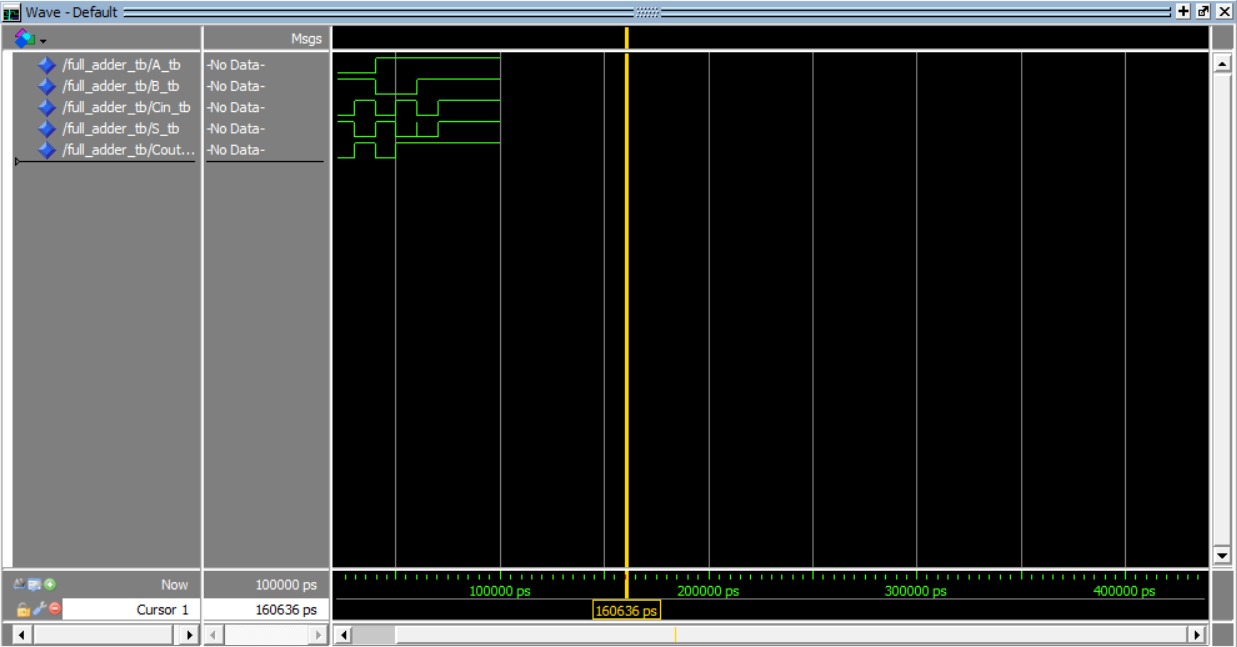 Wave - Default
Msgs
/full_adder_tb/A_tb -No Data-
/full_adder_tb/B_tb -No Data-
/full_adder_tb/Cin_tb -No Data-
/full_adder_tb/S_tb -No Data-
/full_adder_tb/Cout... -No Data-
Now 100000 ps
100000 ps 200000 ps 300000 ps 400000 ps
Cursor 1 160636 ps
160636 ps